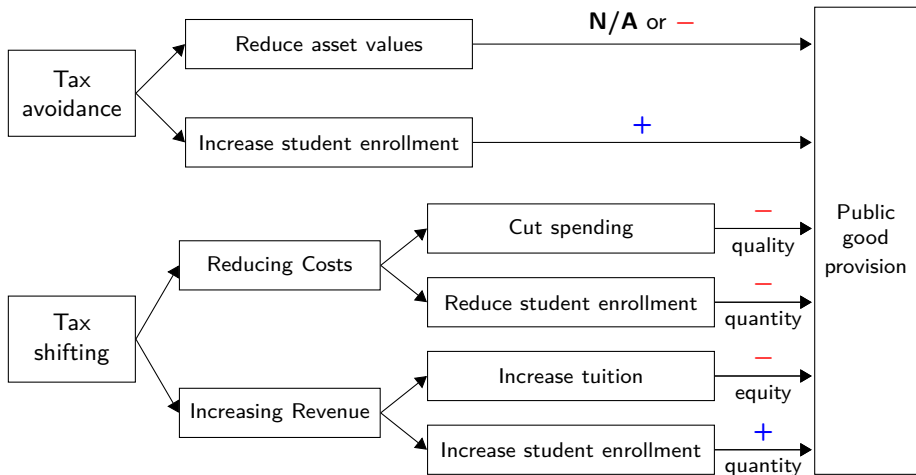 N/A or −
Reduce asset values
Tax
avoidance
+
Increase student enrollment
Public
good
provision
−
Cut spending
quality
Reducing Costs
−
Reduce student enrollment
quantity
Tax
shifting
−
Increase tuition
equity
Increasing Revenue
+
Increase student enrollment
quantity